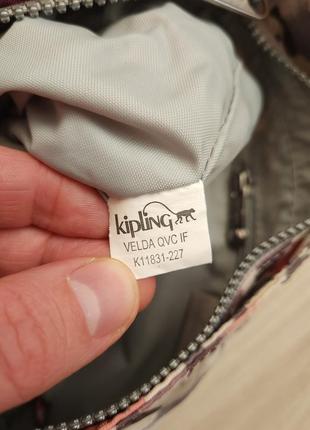 kipling
VELDA QVC IF
K11831-227